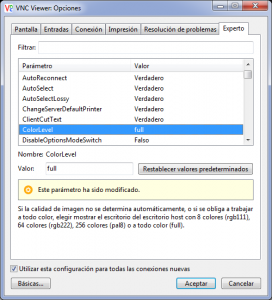 VNC Viewer: Opciones
Pantalla Entradas Conexión Impresión Resolución de problemas Experto
Filtrar:
Parámetro Valor
AutoReconnect Verdadero
AutoSelect Verdadero
AutoSelectLossy Verdadero
ChangeServerDefaultPrinter Verdadero
ClientCutText Verdadero
ColorLevel full
DisableOptionsModeSwitch Falso
Nombre: ColorLevel
Valor: full Restablecer valores predeterminados
Este parámetro ha sido modificado.
Si la calidad de imagen no se determina automáticamente, o si se obliga a trabajar
a todo color, elegir mostrar el escritorio del escritorio host con 8 colores (rgb111),
64 colores (rgb222), 256 colores (pal8) o a todo color (full).
Utilizar esta configuración para todas las conexiones nuevas
Básicas... Aceptar Cancelar